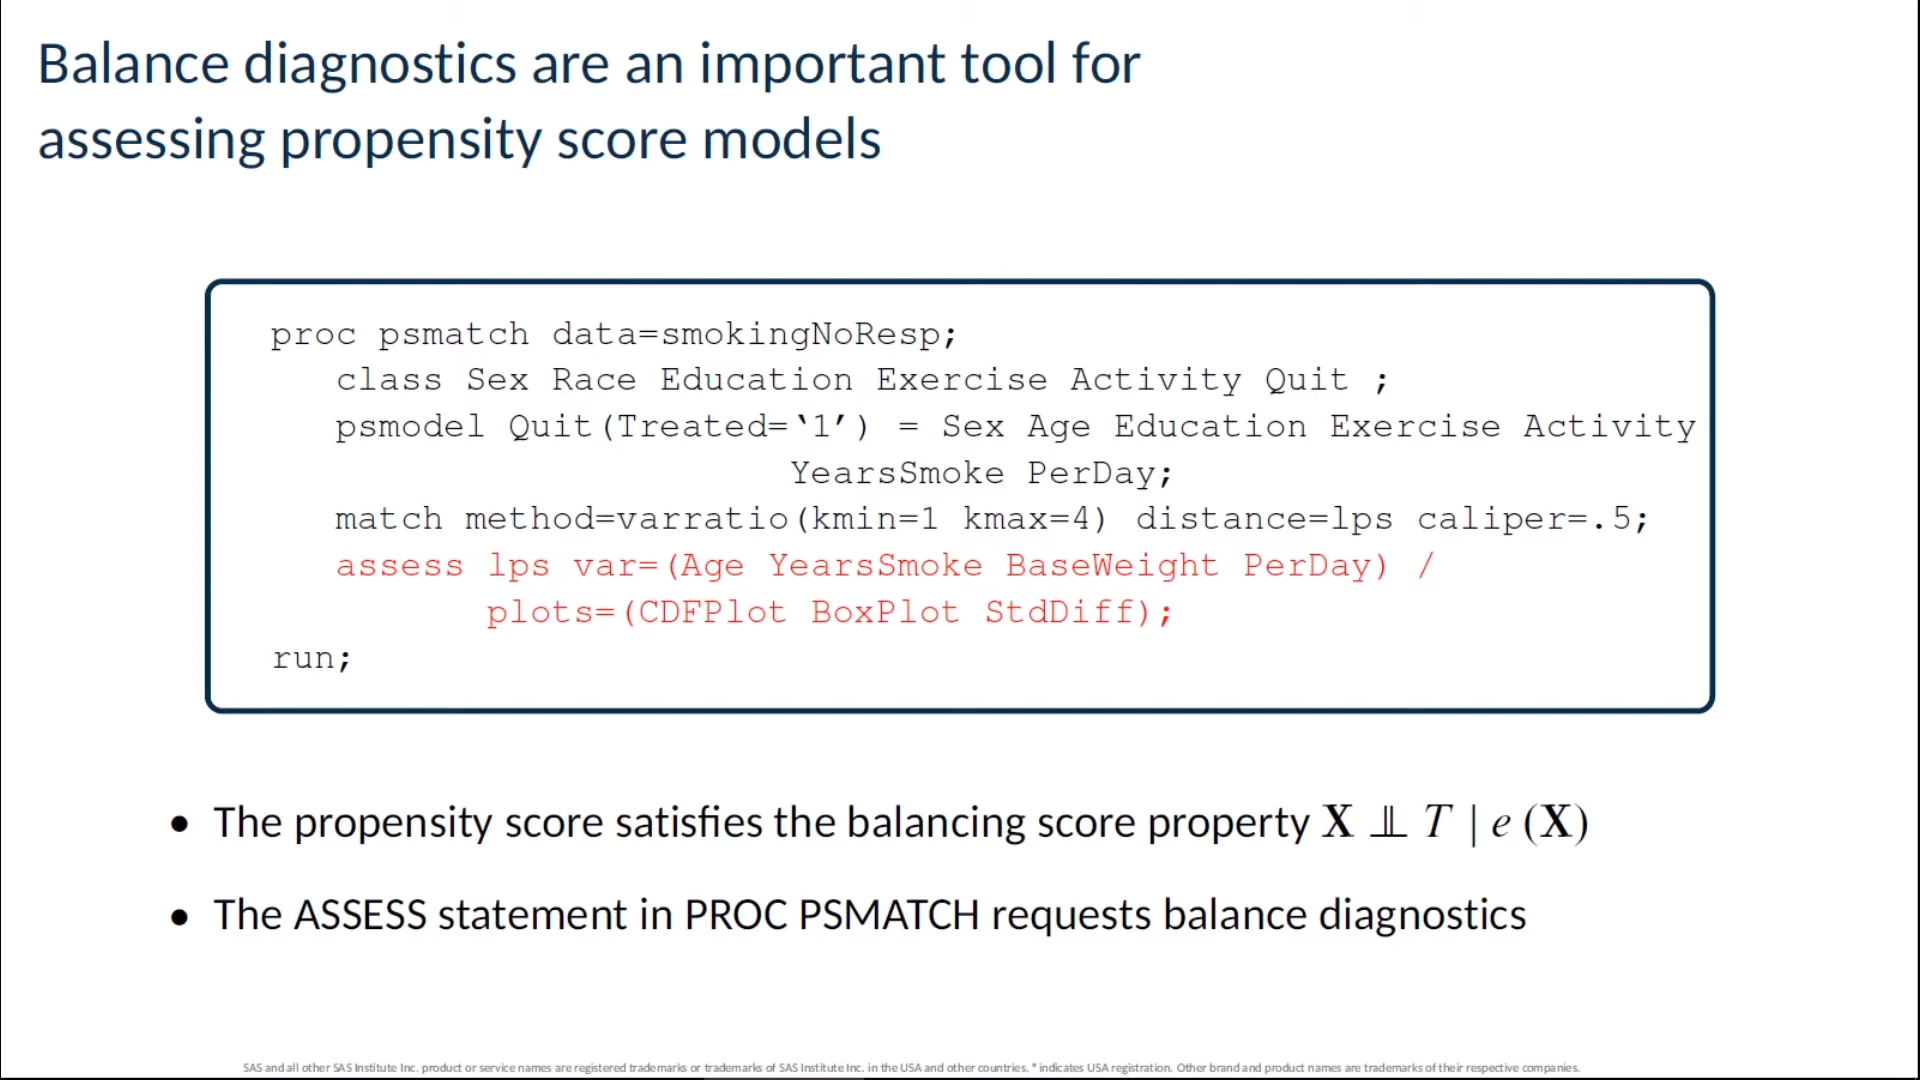 Balance diagnostics are an important tool for
assessing propensity score models
proc psmatch data=smokingNoResp;
class Sex Race Education Exercise Activity Quit ;
psmodel Quit(Treated=‘1’) = Sex Age Education Exercise Activity
YearsSmoke PerDay;
match method=varratio(kmin=1 kmax=4) distance=lps caliper=.5;
assess lps var=(Age YearsSmoke BaseWeight PerDay) /
plots=(CDFPlot BoxPlot StdDiff);
run;
• The propensity score satisfies the balancing score property X ⫫ T | e (X)
• The ASSESS statement in PROC PSMATCH requests balance diagnostics
SAS and all other SAS Institute Inc. product or service names are registered trademarks or trademarks of SAS Institute Inc. in the USA and other countries. ® indicates USA registration. Other brand and product names are trademarks of their respective companies.